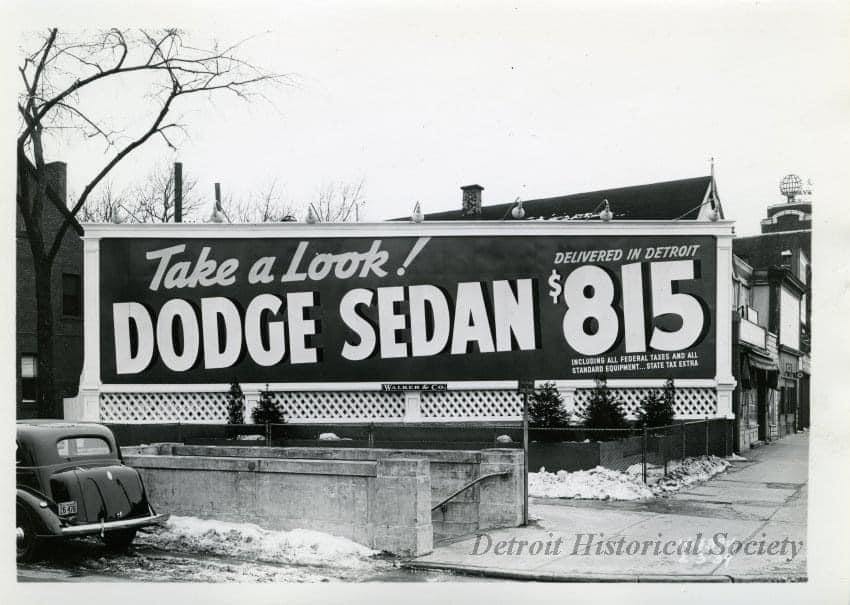 Take a Look!
DODGE SEDAN
DELIVERED IN DETROIT
$815
INCLUDING ALL FEDERAL TAXES AND ALL
STANDARD EQUIPMENT... STATE TAX EXTRA
WALKER & CO.
Detroit Historical Society